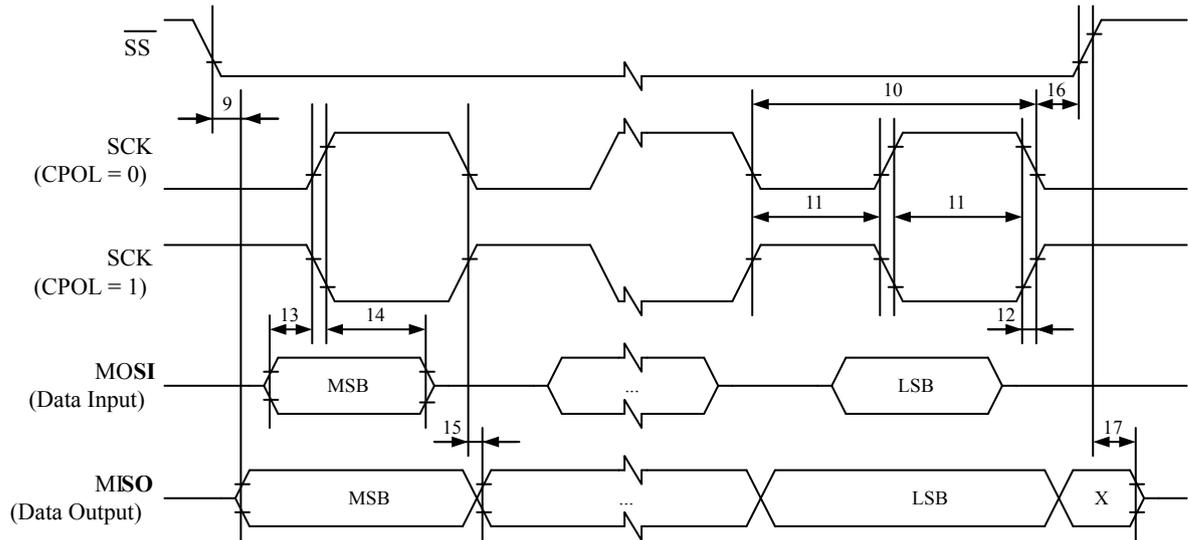 SS
9
10
16
SCK
(CPOL = 0)
11
11
SCK
(CPOL = 1)
13
14
12
MOSI
(Data Input)
MSB
...
LSB
15
17
MISO
(Data Output)
MSB
...
LSB
X